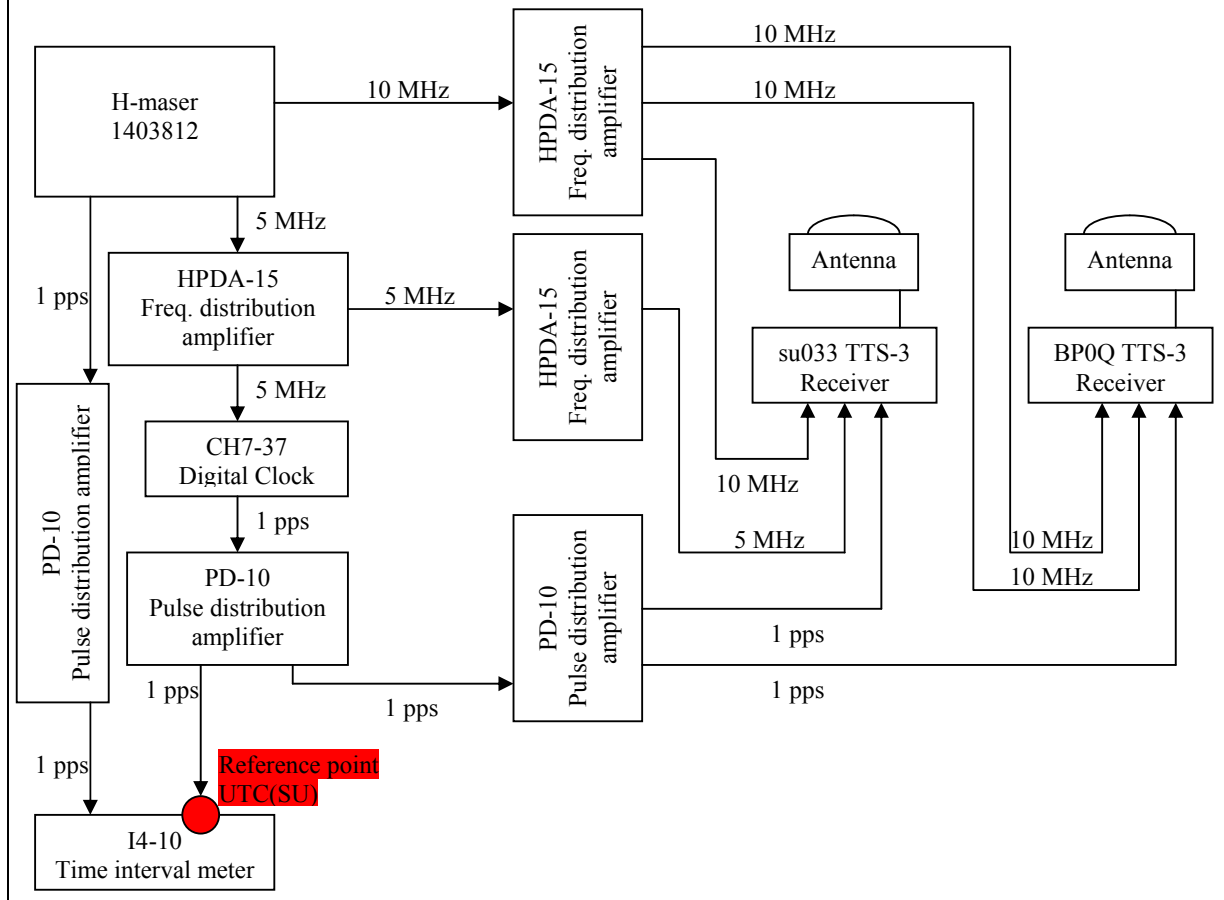 H-maser
1403812
10 MHz
HPDA-15
Freq. distribution
amplifier
10 MHz
10 MHz
1 pps
5 MHz
HPDA-15
Freq. distribution
amplifier
5 MHz
HPDA-15
Freq. distribution
amplifier
Antenna
Antenna
su033 TTS-3
Receiver
BP0Q TTS-3
Receiver
5 MHz
CH7-37
Digital Clock
1 pps
PD-10
Pulse distribution amplifier
PD-10
Pulse distribution
amplifier
PD-10
Pulse distribution
amplifier
10 MHz
5 MHz
10 MHz
10 MHz
1 pps
1 pps
1 pps
1 pps
1 pps
Reference point
UTC(SU)
I4-10
Time interval meter